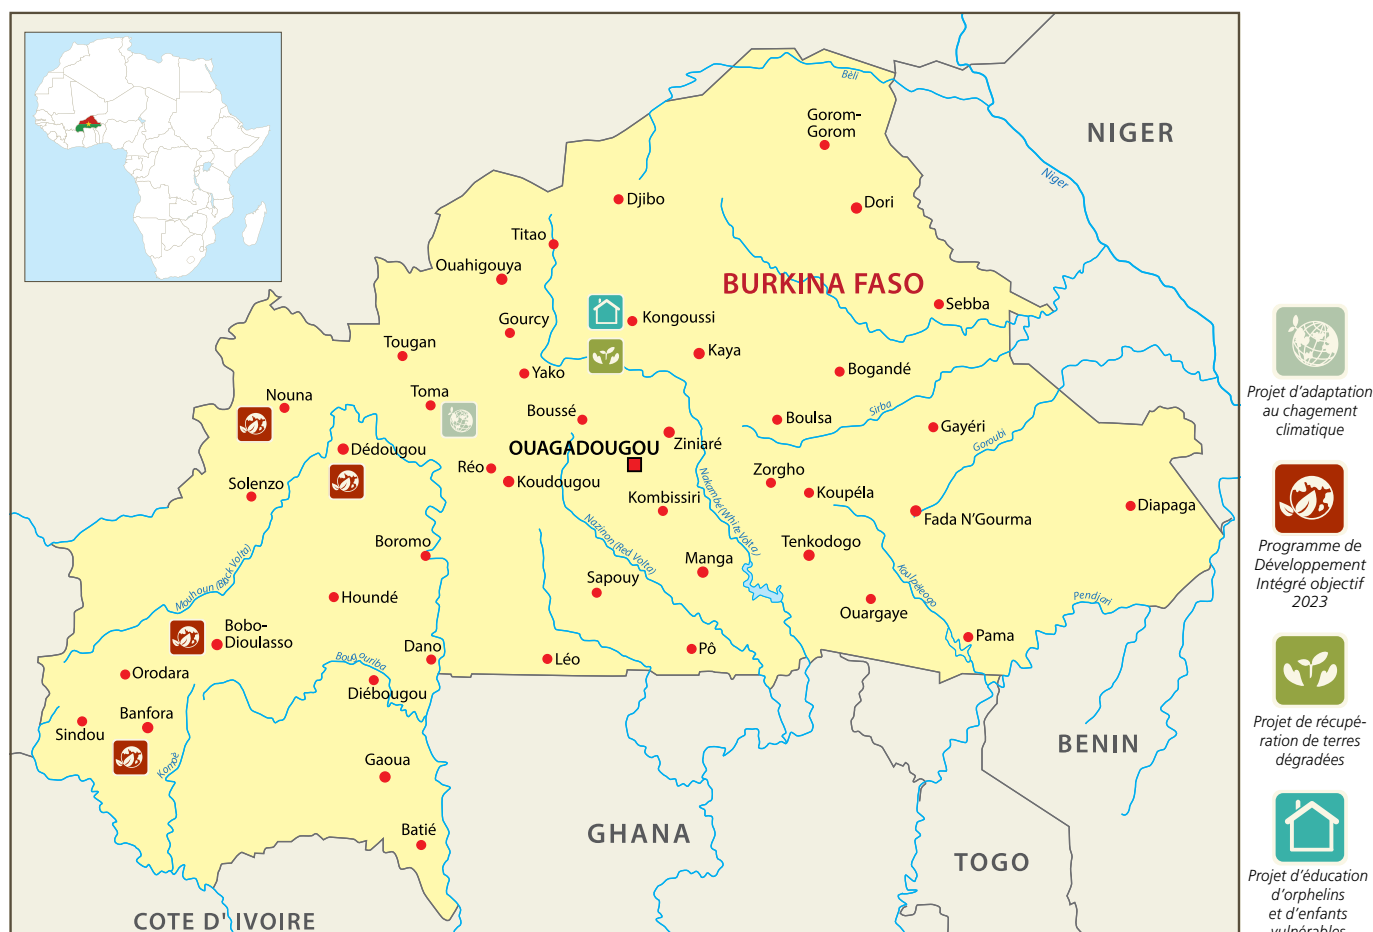 Bèli
Gorom-
Gorom
NIGER
Niger
Djibo
Dori
Titao
Ouahigouya
BURKINA FASO
Sebba
Gourcy
Kongoussi
Tougan
Kaya
Yako
Bogandé
Nouna
Toma
Boussé
Boulsa
Sirba
Gayéri
Goroubi
OUAGADOUGOU
Ziniaré
Dédougou
Réo
Koudougou
Zorgho
Koupéla
Solenzo
Kombissiri
Nakambé (White Volta)
Fada N'Gourma
Diapaga
Nazinon (Red Volta)
Boromo
Manga
Tenkodogo
Mouhoun (Back Volta)
Sapouy
Koulpéleogo
Houndé
Ouargaye
Pendjari
Bobo-
Dioulasso
Dano
Bougouriba
Léo
Pô
Pama
Orodara
Diébougou
Banfora
Sindou
Komoé
Gaoua
BENIN
Batié
GHANA
TOGO
COTE D'IVOIRE
Projet d'adaptation
au chagement
climatique
Programme de
Développement
Intégré objectif
2023
Projet de récupé-
ration de terres
dégradées
Projet d'éducation
d'orphelins
et d'enfants
vulnérables